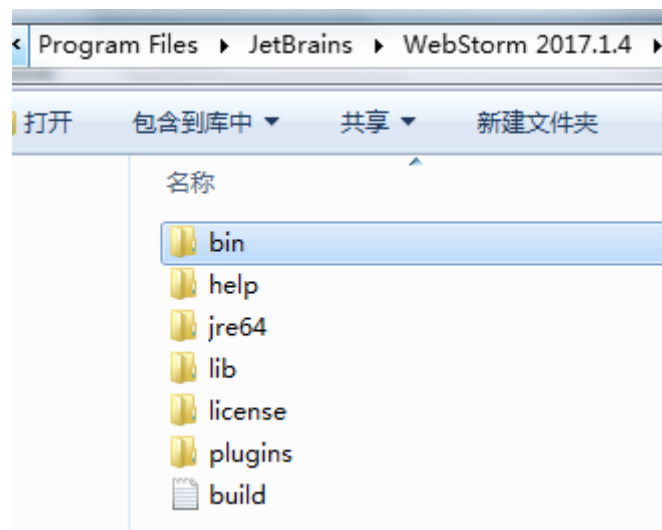 Program Files ▸ JetBrains ▸ WebStorm 2017.1.4 ▸
打开 包含到库中 ▼ 共享 ▼ 新建文件夹
名称
bin
help
jre64
lib
license
plugins
build